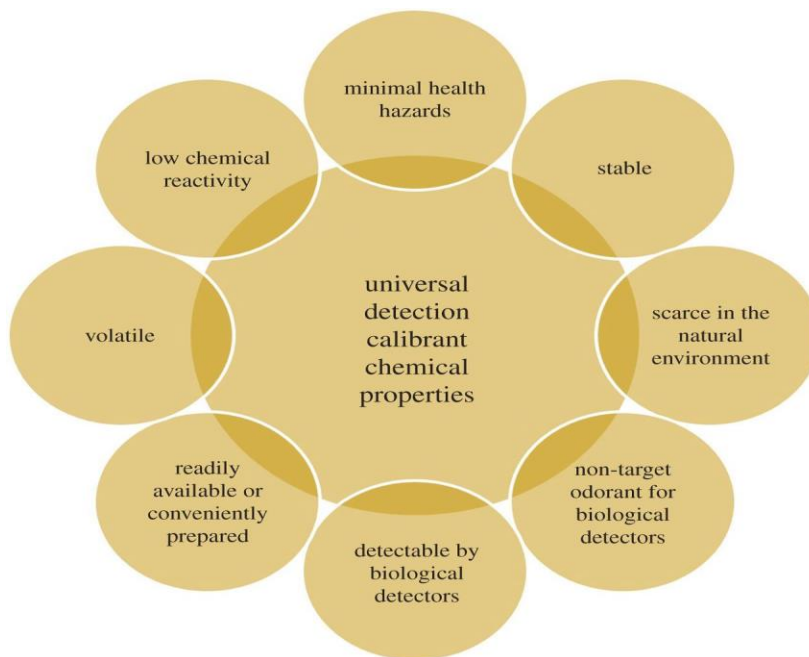 minimal health
hazards
stable
scarce in the
natural
environment
non-target
odorant for
biological
detectors
detectable by
biological
detectors
readily
available or
conveniently
prepared
volatile
low chemical
reactivity
universal
detection
calibrant
chemical
properties